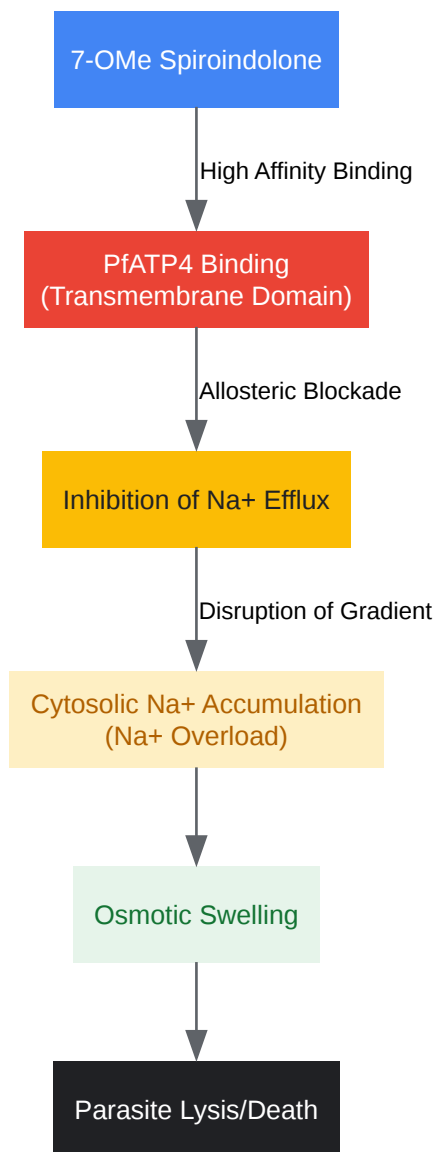 7-OMe Spiroindolone
High Affinity Binding
PfATP4 Binding
(Transmembrane Domain)
Allosteric Blockade
Inhibition of Na+ Efflux
Disruption of Gradient
Cytosolic Na+ Accumulation
(Na+ Overload)
Osmotic Swelling
Parasite Lysis/Death